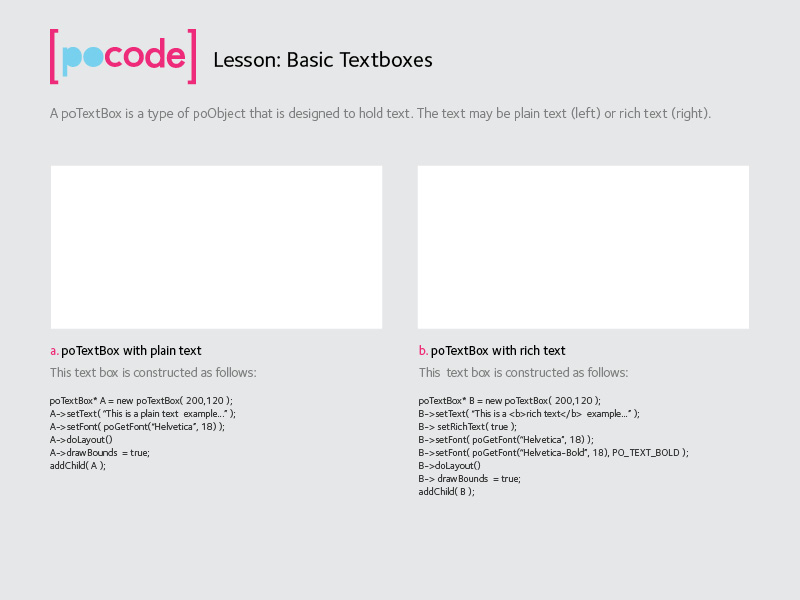 [pocode] Lesson: Basic Textboxes
A poTextBox is a type of poObject that is designed to hold text. The text may be plain text (left) or rich text (right).
a. poTextBox with plain text
This text box is constructed as follows:
poTextBox* A = new poTextBox( 200,120 );
A->setText( “This is a plain text  example...” );
A->setFont( poGetFont(“Helvetica”, 18) );
A->doLayout()
A->drawBounds  = true;
addChild( A );
b. poTextBox with rich text
This  text box is constructed as follows:
poTextBox* B = new poTextBox( 200,120 );
B->setText( “This is a <b>rich text</b>  example...” );
B-> setRichText( true );
B->setFont( poGetFont(“Helvetica”, 18) );
B->setFont( poGetFont(“Helvetica-Bold”, 18), PO_TEXT_BOLD );
B->doLayout()
B-> drawBounds  = true;
addChild( B );